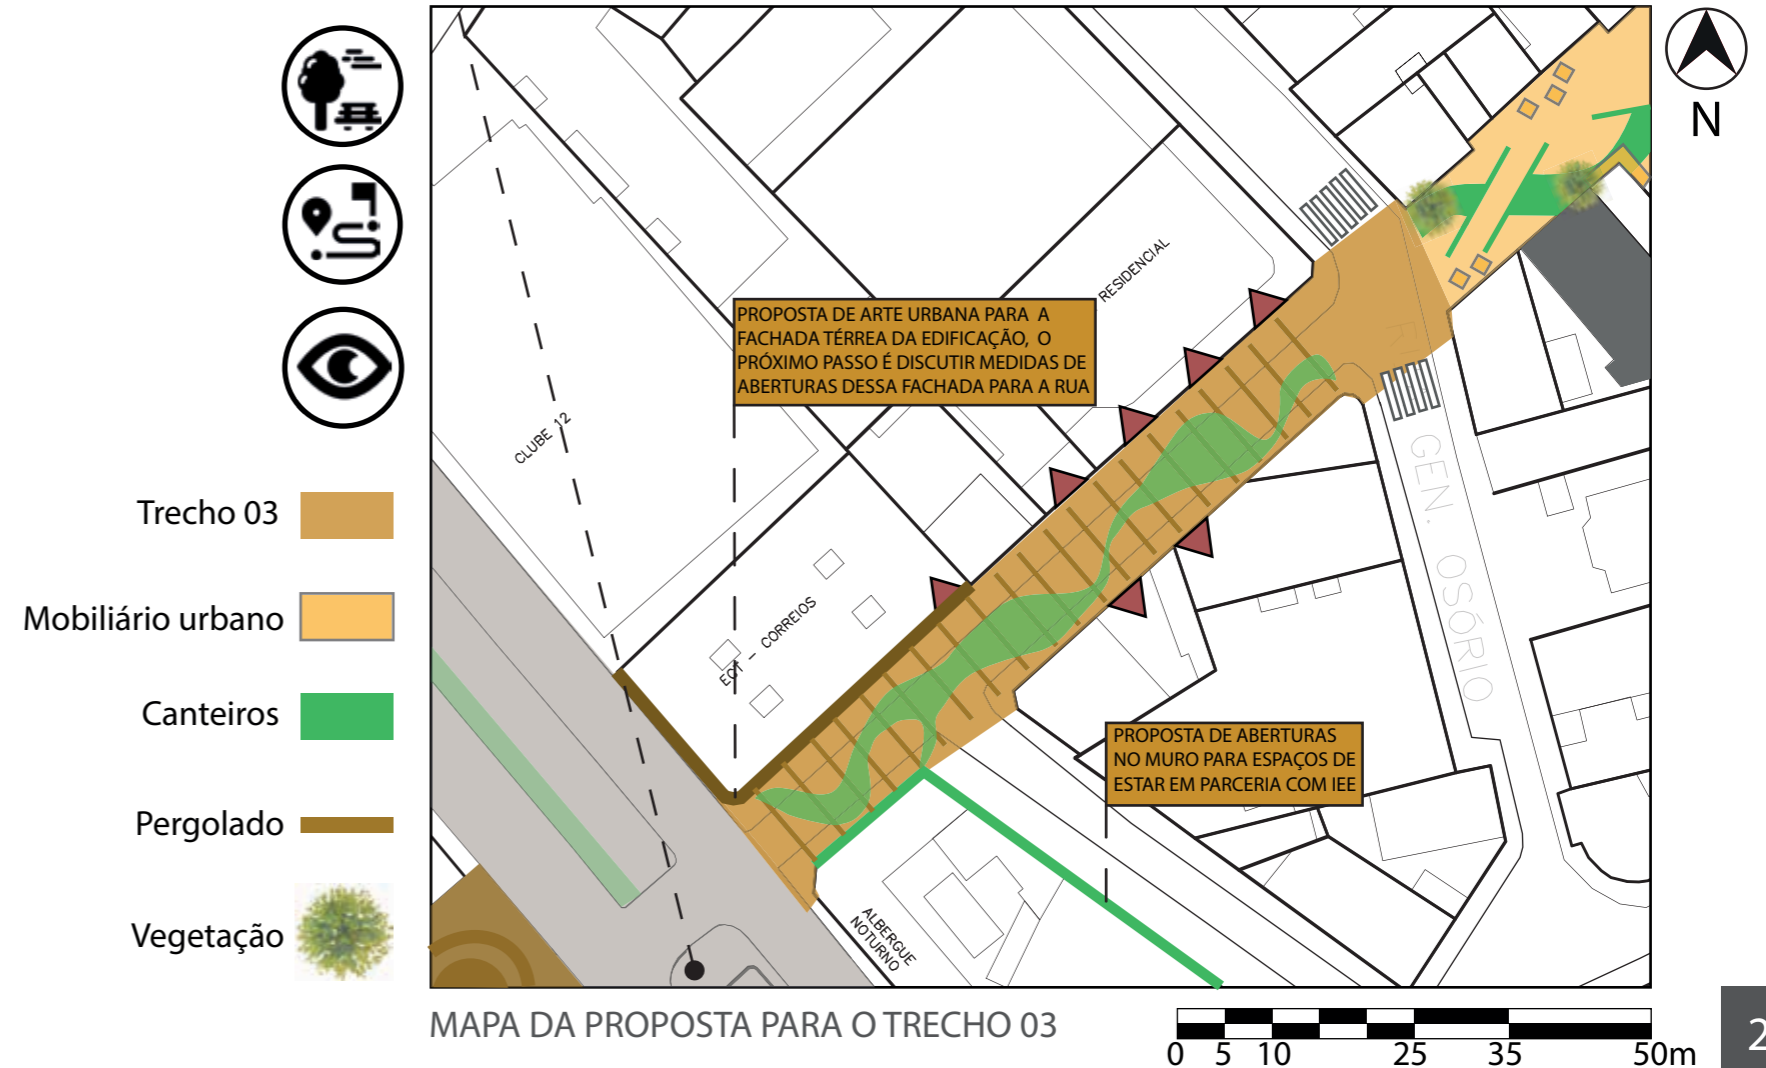 N
RESIDENCIAL
PROPOSTA DE ARTE URBANA PARA A
FACHADA TÉRREA DA EDIFICAÇÃO, O
PRÓXIMO PASSO É DISCUTIR MEDIDAS DE
ABERTURAS DESSA FACHADA PARA A RUA
CLUBE 12
GEN. OSÓRIO
Trecho 03
Mobiliário urbano
Canteiros
Pergolado
Vegetação
ECT - CORREIOS
PROPOSTA DE ABERTURAS
NO MURO PARA ESPAÇOS DE
ESTAR EM PARCERIA COM IEE
ALBERGUE
NOTURNO
MAPA DA PROPOSTA PARA O TRECHO 03
0 5 10 25 35 50m
2